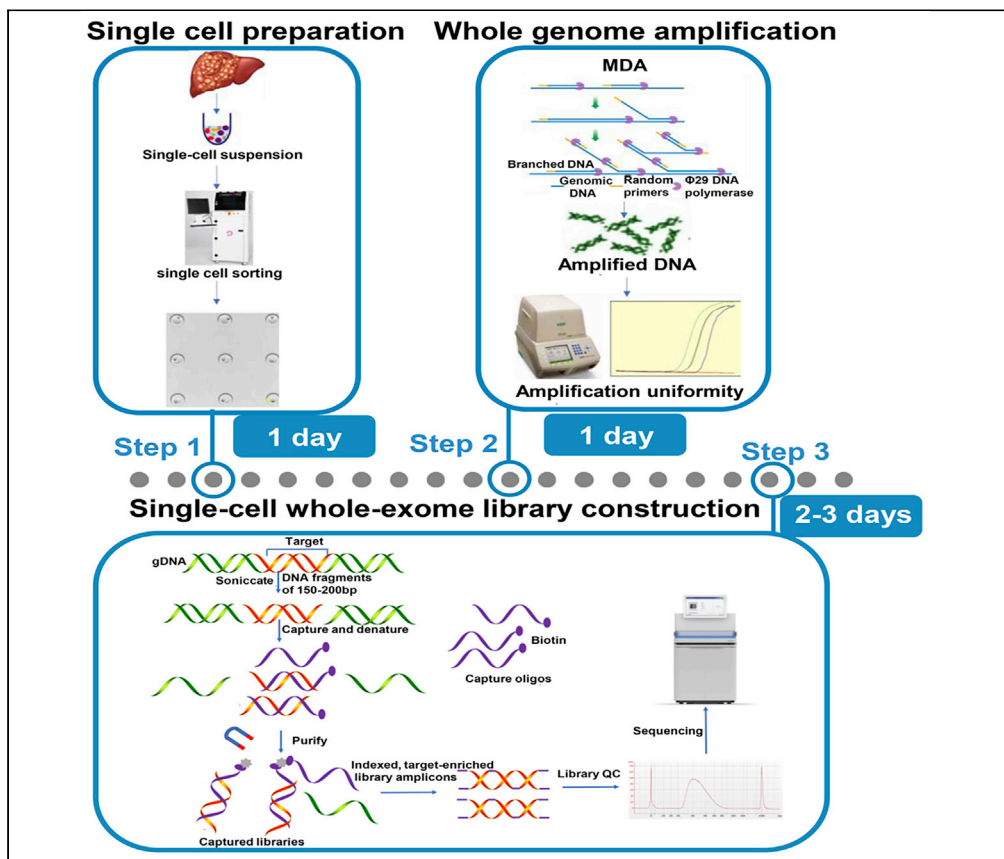 Single cell preparation
Single-cell suspension
single cell sorting
Whole genome amplification
MDA
Branched DNA
Genomic
DNA
Random
primers
Φ29 DNA
polymerase
Amplified DNA
Amplification uniformity
Step 1
1 day
Step 2
1 day
Step 3
2-3 days
Single-cell whole-exome library construction
Target
gDNA
Soniccate
DNA fragments
of 150-200bp
Capture and denature
Biotin
Capture oligos
Purify
Captured libraries
Indexed, target-enriched
library amplicons
Library QC
Sequencing